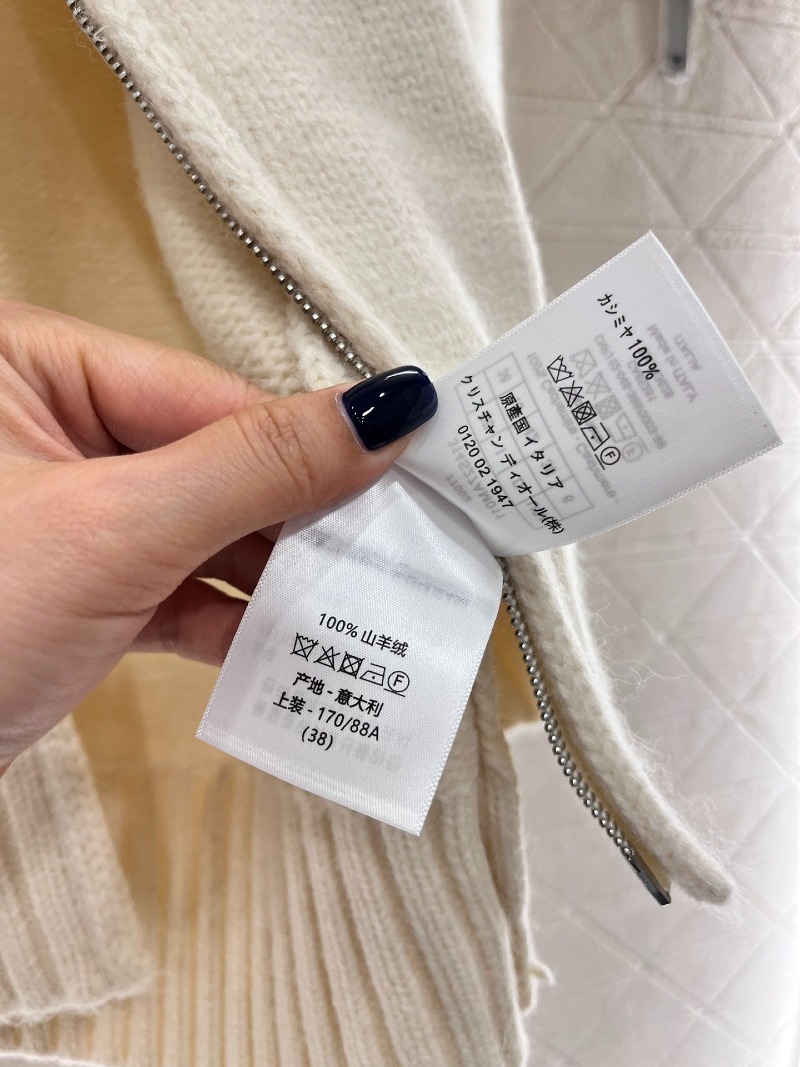 カシミヤ 100%
F
原産国 イタリア
クリスチャン ディオール(株)
0120 02 1947
100% 山羊绒
F
产地 - 意大利
上装 - 170/88A
(38)